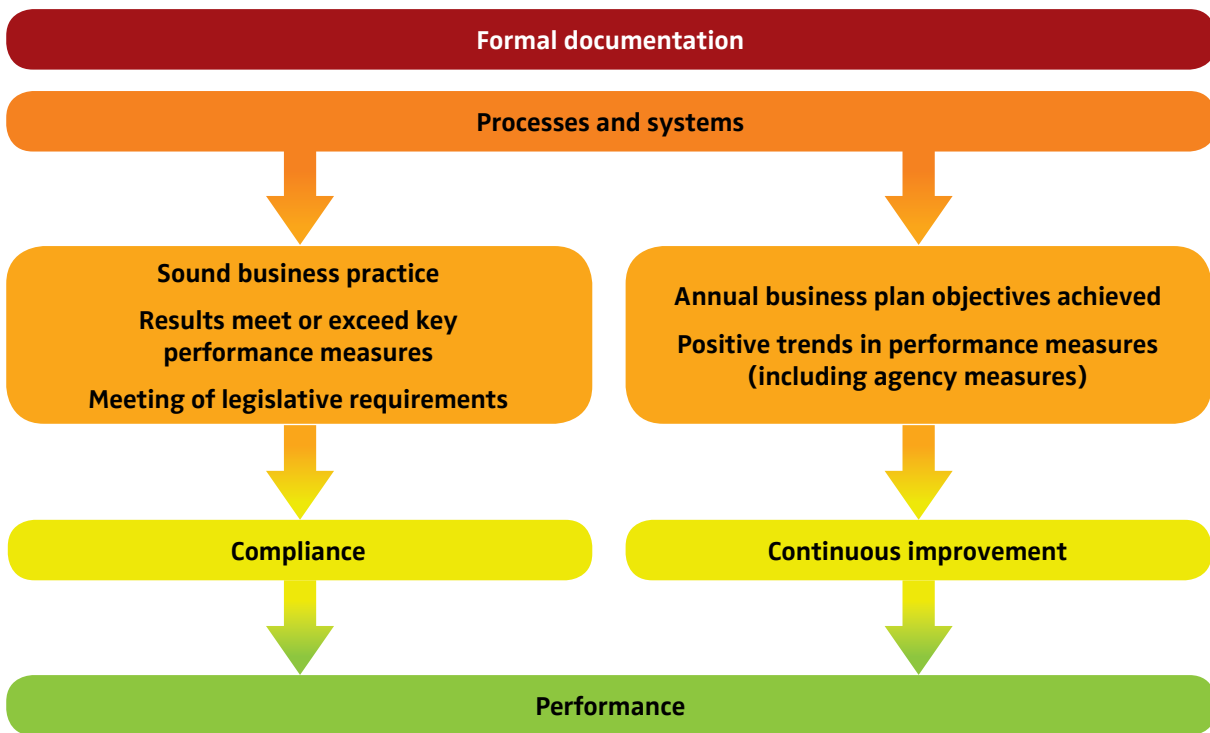 Formal documentation
Processes and systems
Sound business practice
Results meet or exceed key
performance measures
Meeting of legislative requirements
Annual business plan objectives achieved
Positive trends in performance measures
(including agency measures)
Compliance
Continuous improvement
Performance